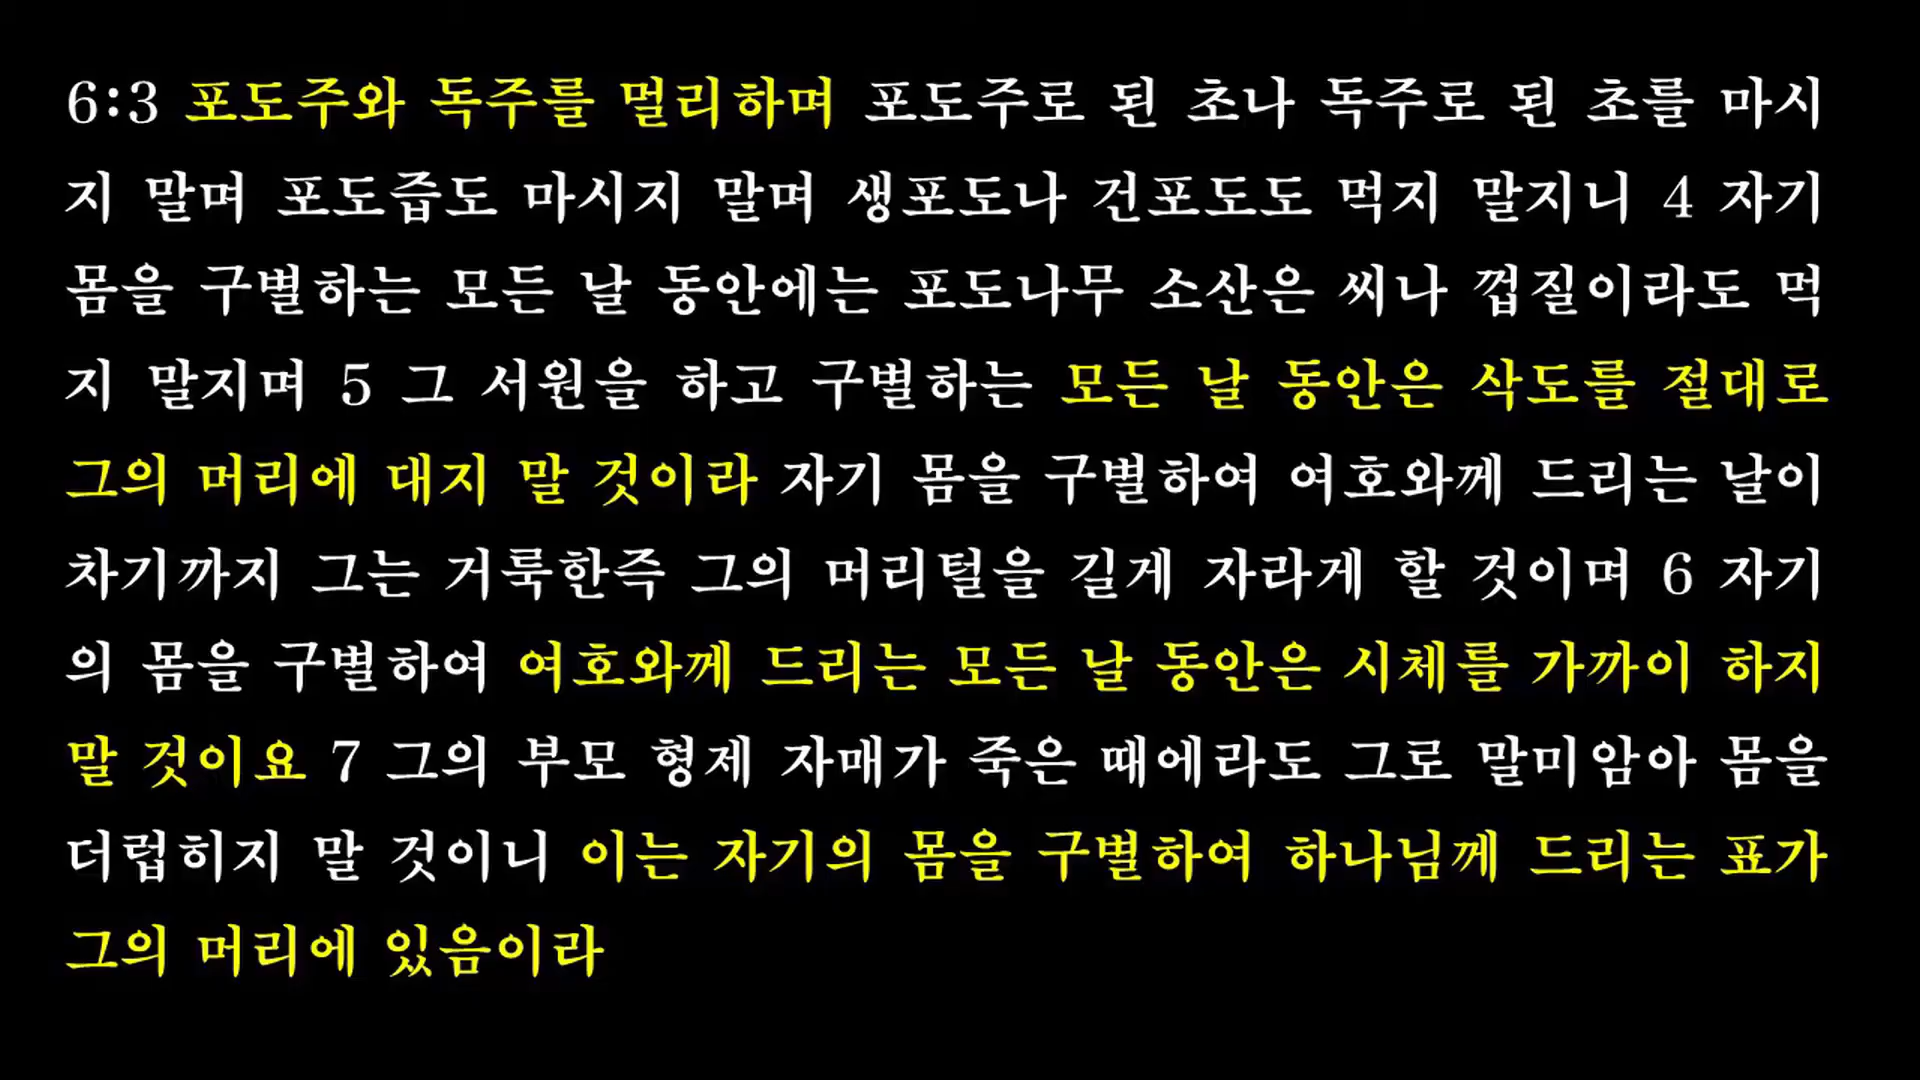 6:3 포도주와 독주를 멀리하며 포도주로 된 초나 독주로 된 초를 마시
지 말며 포도즙도 마시지 말며 생포도나 건포도도 먹지 말지니 4 자기
몸을 구별하는 모든 날 동안에는 포도나무 소산은 씨나 껍질이라도 먹
지 말지며 5 그 서원을 하고 구별하는 모든 날 동안은 삭도를 절대로
그의 머리에 대지 말 것이라 자기 몸을 구별하여 여호와께 드리는 날이
차기까지 그는 거룩한즉 그의 머리털을 길게 자라게 할 것이며 6 자기
의 몸을 구별하여 여호와께 드리는 모든 날 동안은 시체를 가까이 하지
말 것이요 7 그의 부모 형제 자매가 죽은 때에라도 그로 말미암아 몸을
더럽히지 말 것이니 이는 자기의 몸을 구별하여 하나님께 드리는 표가
그의 머리에 있음이라